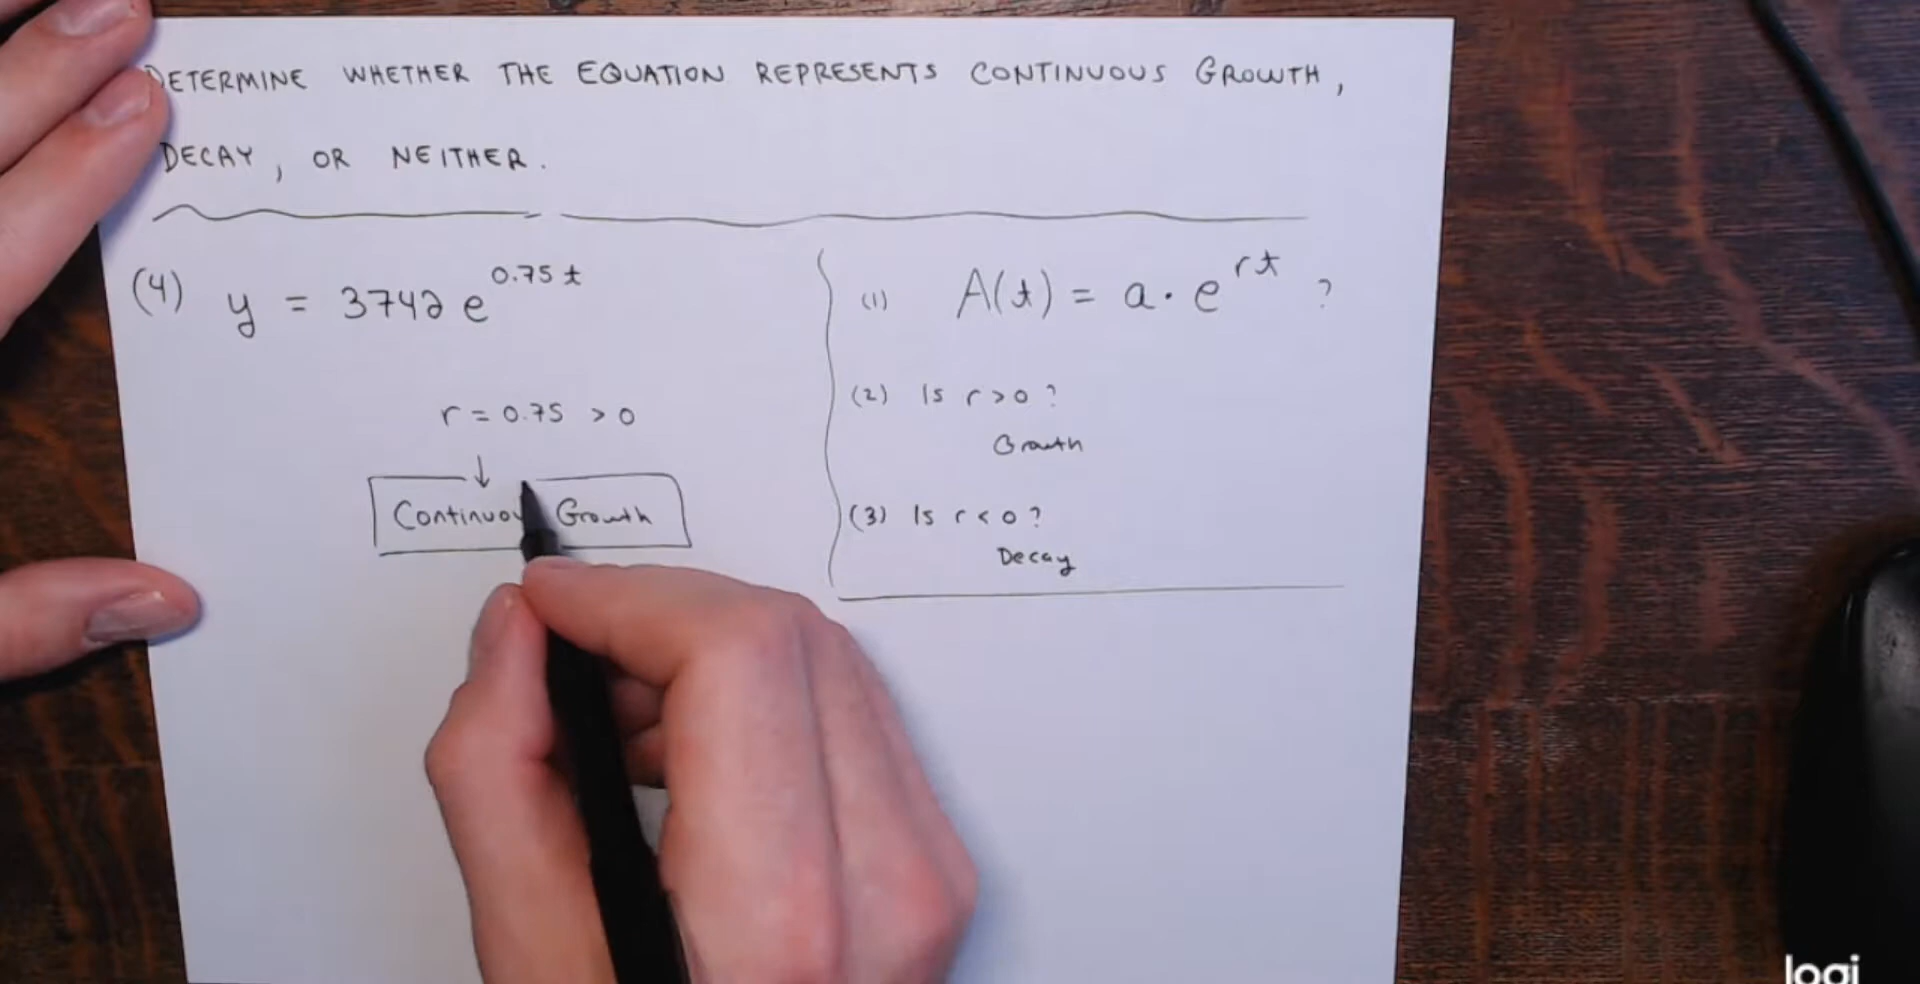 DETERMINE WHETHER THE EQUATION REPRESENTS CONTINUOUS GROWTH,
DECAY, OR NEITHER.
(4) y = 3742 e^0.75t
r = 0.75 > 0
↓
Continuou Growth
(1) A(t) = a · e^rt ?
(2) Is r > 0 ?
Growth
(3) Is r < 0 ?
Decay
logi